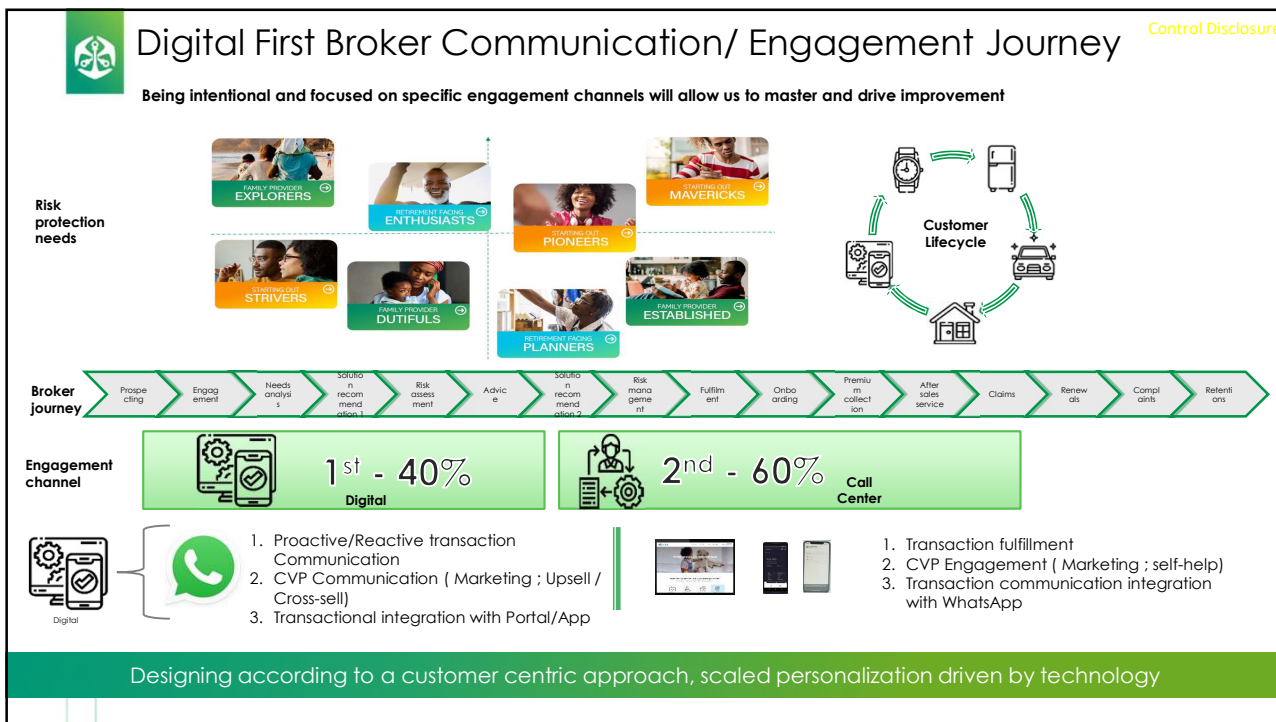 Control Disclosure
Digital First Broker Communication/ Engagement Journey
Being intentional and focused on specific engagement channels will allow us to master and drive improvement
Risk
protection
needs
FAMILY PROVIDER
EXPLORERS
RETIREMENT FACING
ENTHUSIASTS
STARTING OUT
PIONEERS
STARTING OUT
MAVERICKS
STARTING OUT
STRIVERS
FAMILY PROVIDER
DUTIFULS
RETIREMENT FACING
PLANNERS
FAMILY PROVIDER
ESTABLISHED
Customer
Lifecycle
Broker
journey
Prospe
cting
Engag
ement
Needs
analysi
s
Solutio
n
recom
mend
ation 1
Risk
assess
ment
Advic
e
Solutio
n
recom
mend
ation 2
Risk
mana
geme
nt
Fulfilm
ent
Onbo
arding
Premiu
m
collect
ion
After
sales
service
Claims
Renew
als
Compl
aints
Retenti
ons
Engagement
channel
1st - 40%
Digital
2nd - 60%
Call
Center
Digital
1. Proactive/Reactive transaction
Communication
2. CVP Communication ( Marketing ; Upsell /
Cross-sell)
3. Transactional integration with Portal/App
1. Transaction fulfillment
2. CVP Engagement ( Marketing ; self-help)
3. Transaction communication integration
with WhatsApp
Designing according to a customer centric approach, scaled personalization driven by technology